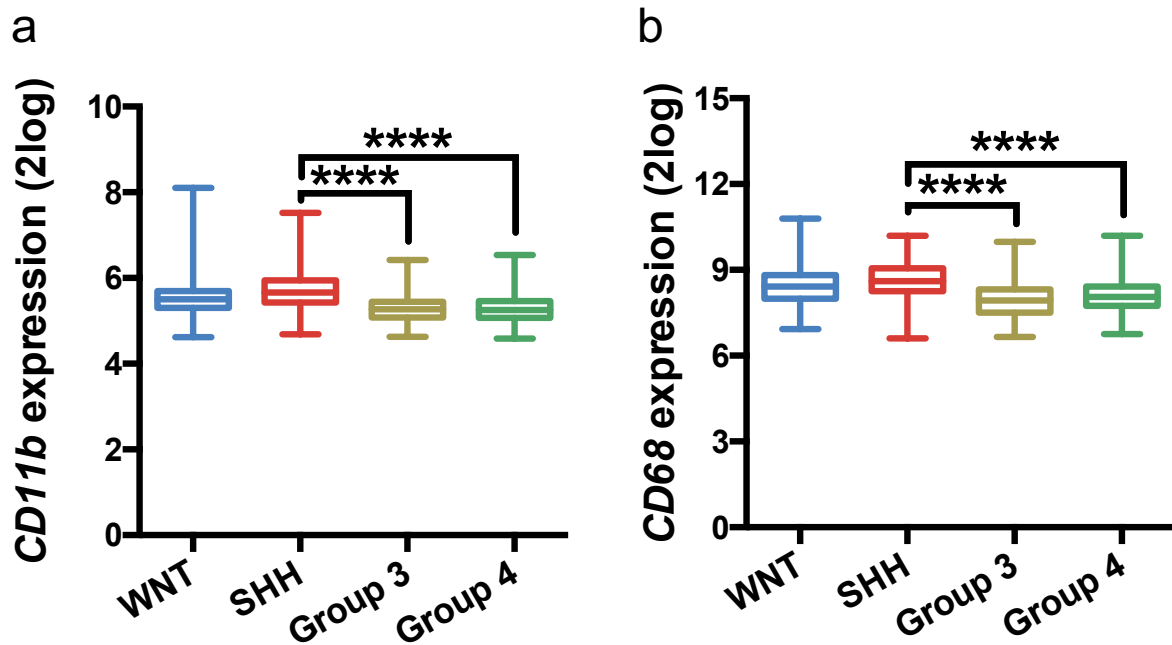 a
CD11b expression (2log)
10
8
6
4
2
0
****
****
WNT
SHH
Group 3
Group 4
b
CD68 expression (2log)
15
12
9
6
3
0
****
****
WNT
SHH
Group 3
Group 4